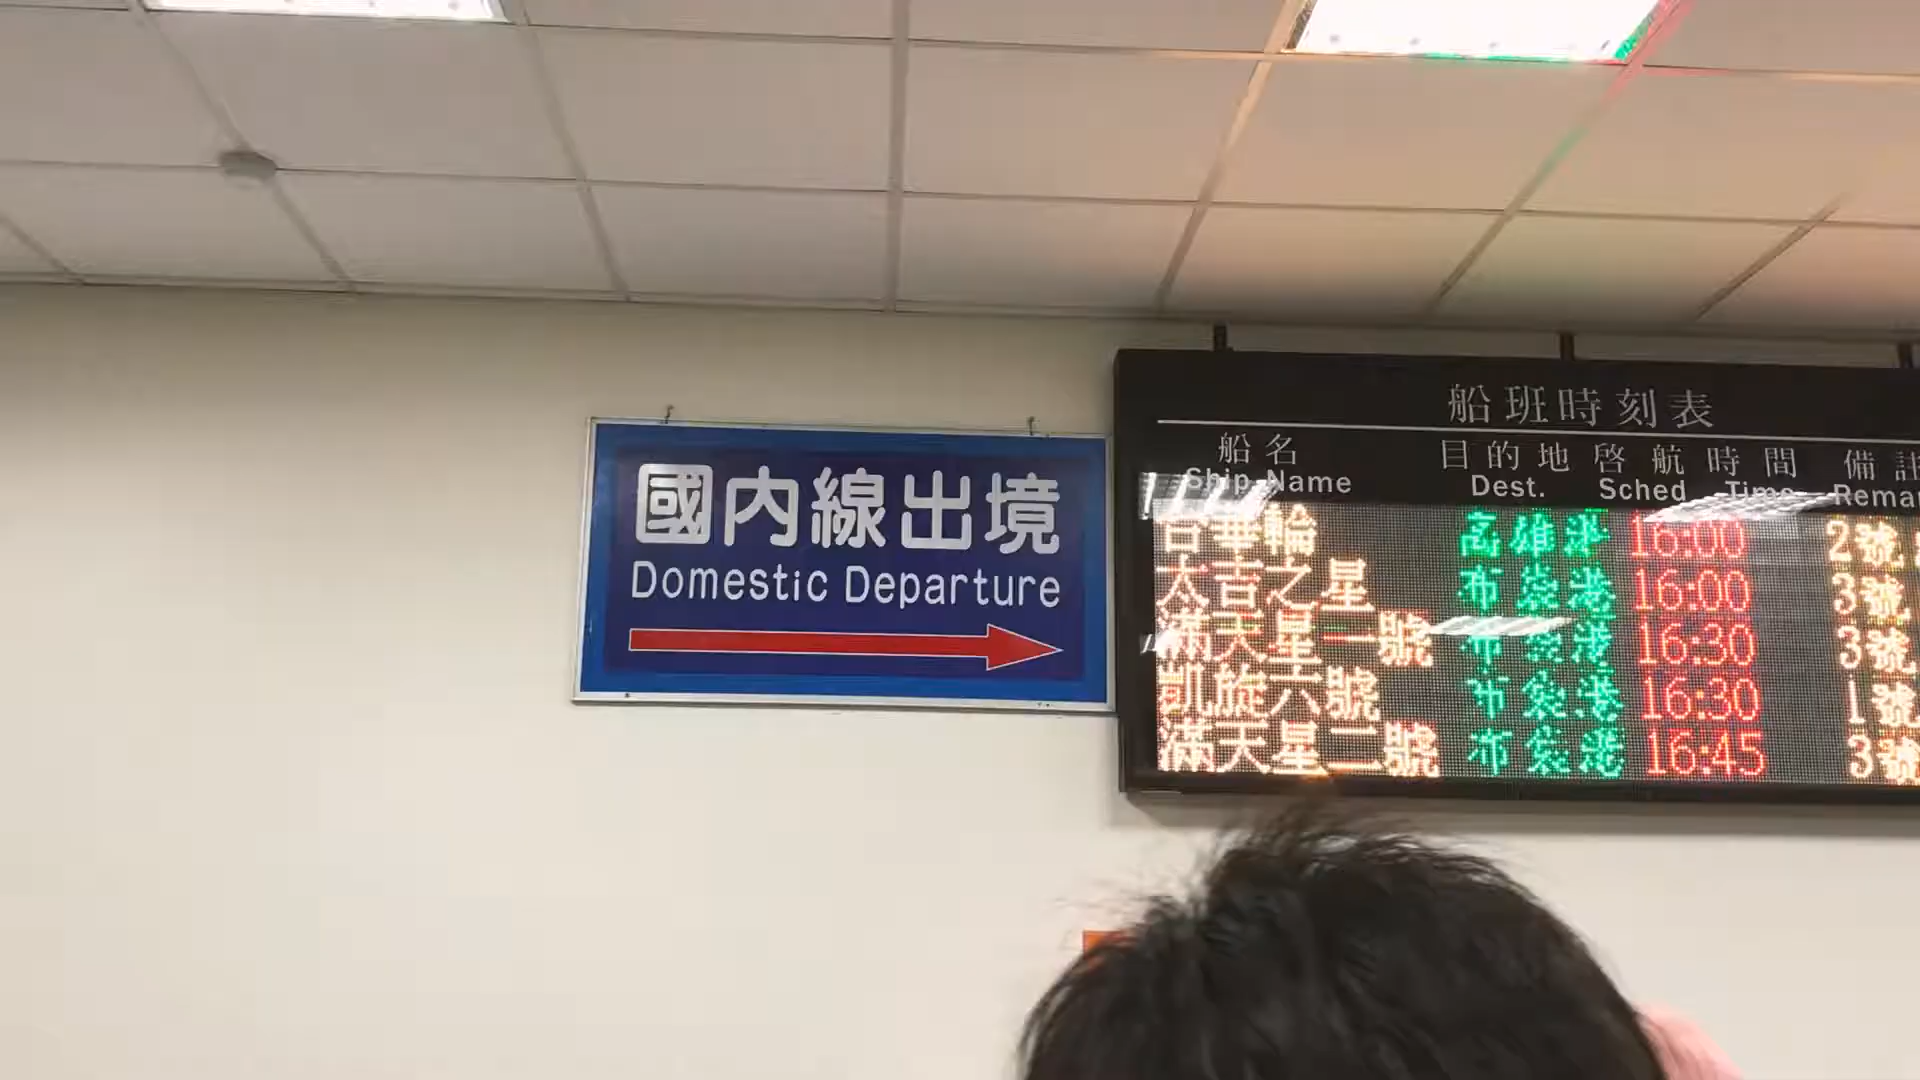 國內線出境
Domestic Departure
船班時刻表
船名 目的地 啓航時間 備註
Ship Name Dest. Sched Time Remar
台華輪 高雄港 16:00 2號
太吉之星 布袋港 16:00 3號
滿天星一號 布袋港 16:30 3號
凱旋六號 布袋港 16:30 1號
滿天星二號 布袋港 16:45 3號